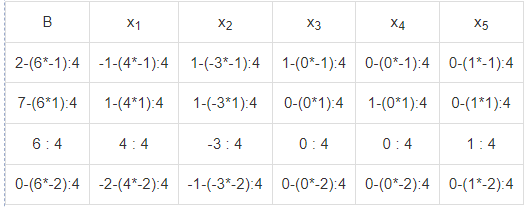 B x₁ x₂ x₃ x₄ x₅
2-(6*-1):4 -1-(4*-1):4 1-(-3*-1):4 1-(0*-1):4 0-(0*-1):4 0-(1*-1):4
7-(6*1):4 1-(4*1):4 1-(-3*1):4 0-(0*1):4 1-(0*1):4 0-(1*1):4
6 : 4 4 : 4 -3 : 4 0 : 4 0 : 4 1 : 4
0-(6*-2):4 -2-(4*-2):4 -1-(-3*-2):4 0-(0*-2):4 0-(0*-2):4 0-(1*-2):4